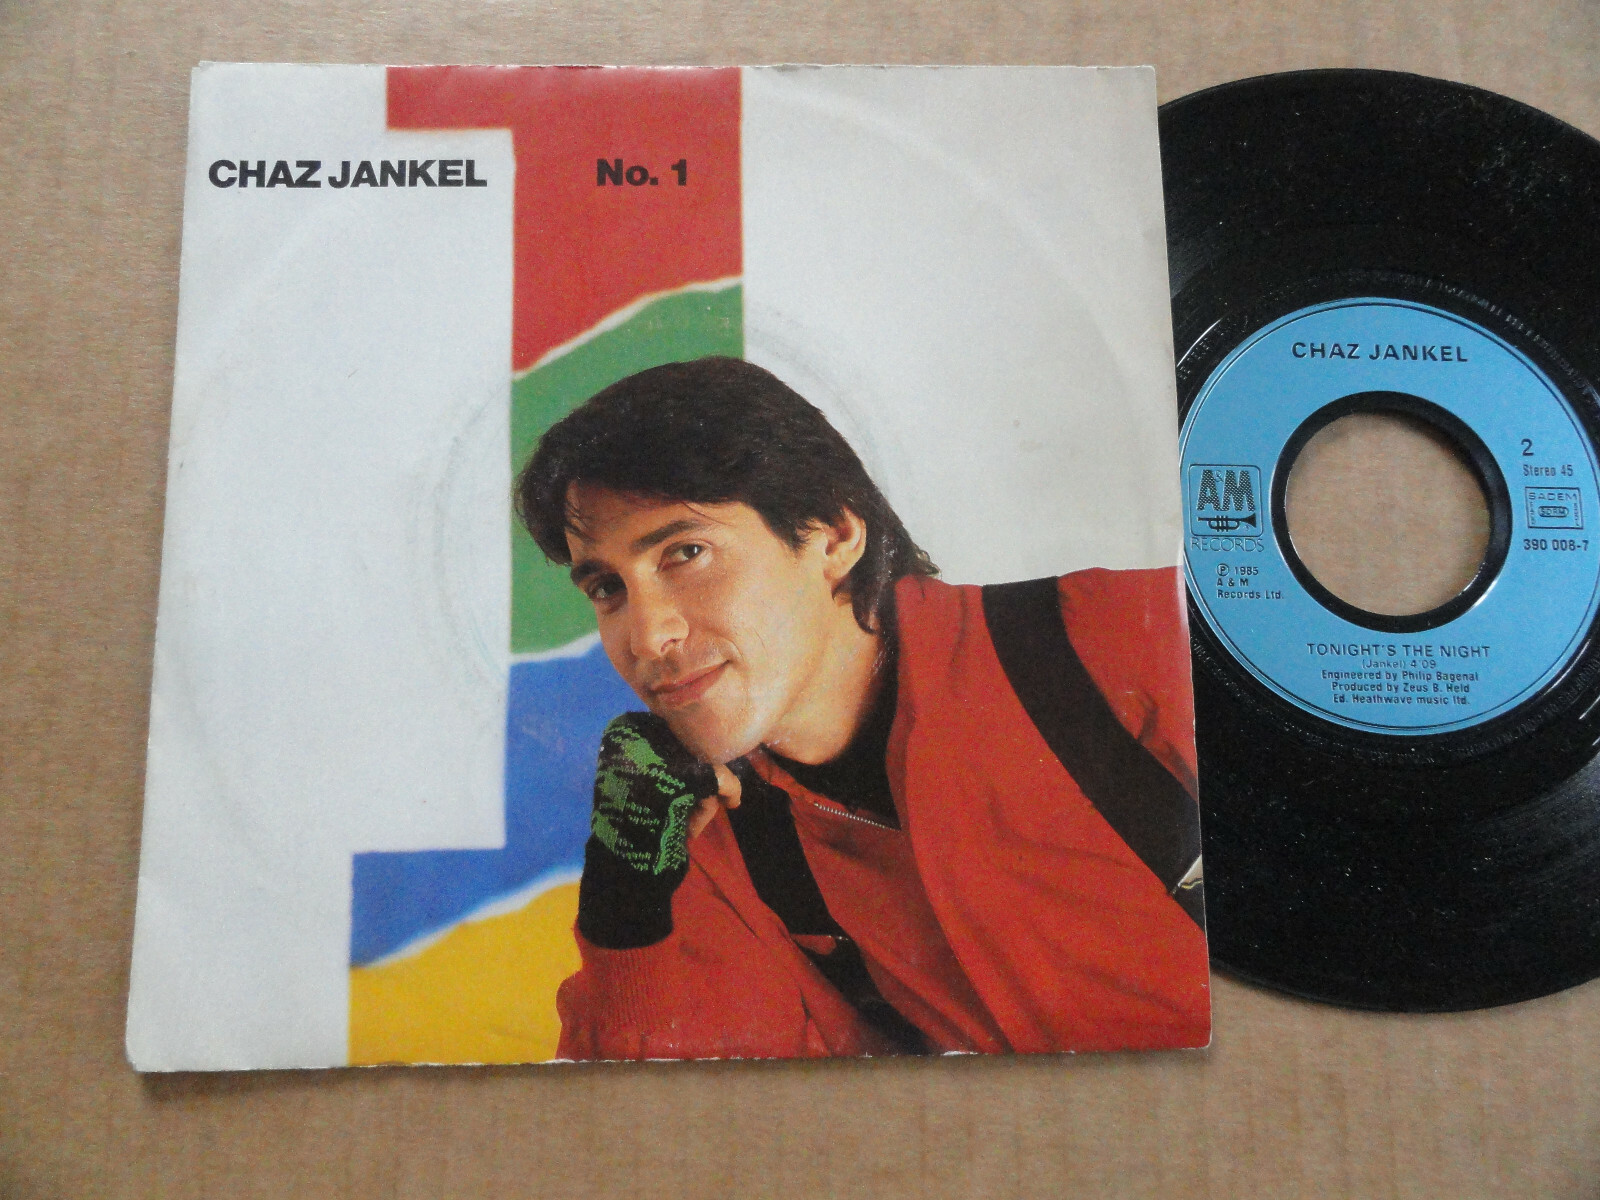 CHAZ JANKEL
No. 1
CHAZ JANKEL
2
Stereo 45
A&M
RECORDS
SACEM
SDRM
390 008-7
℗ 1985
A & M
Records Ltd.
TONIGHT'S THE NIGHT
(Jankel) 4'09
Engineered by Philip Bagenal
Produced by Zeus B. Held
Ed. Heathwave music ltd.